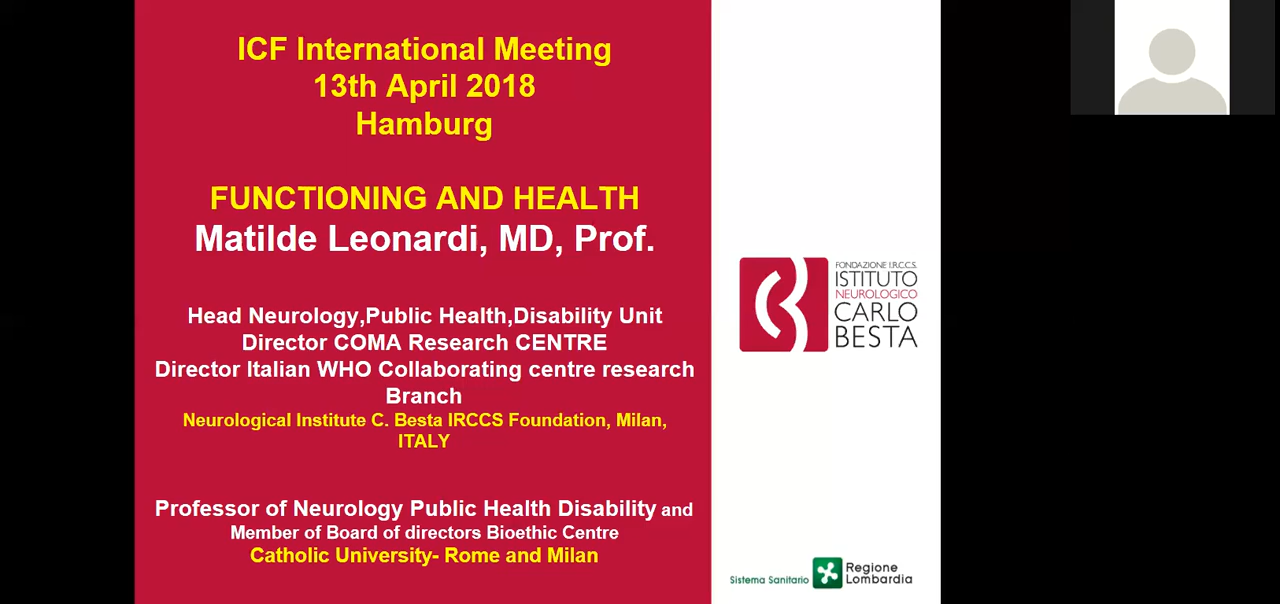 ICF International Meeting
13th April 2018
Hamburg
FUNCTIONING AND HEALTH
Matilde Leonardi, MD, Prof.
Head Neurology,Public Health,Disability Unit
Director COMA Research CENTRE
Director Italian WHO Collaborating centre research
Branch
Neurological Institute C. Besta IRCCS Foundation, Milan,
ITALY
Professor of Neurology Public Health Disability and
Member of Board of directors Bioethic Centre
Catholic University- Rome and Milan
FONDAZIONE I.R.C.C.S.
ISTITUTO
NEUROLOGICO
CARLO
BESTA
Sistema Sanitario
Regione
Lombardia